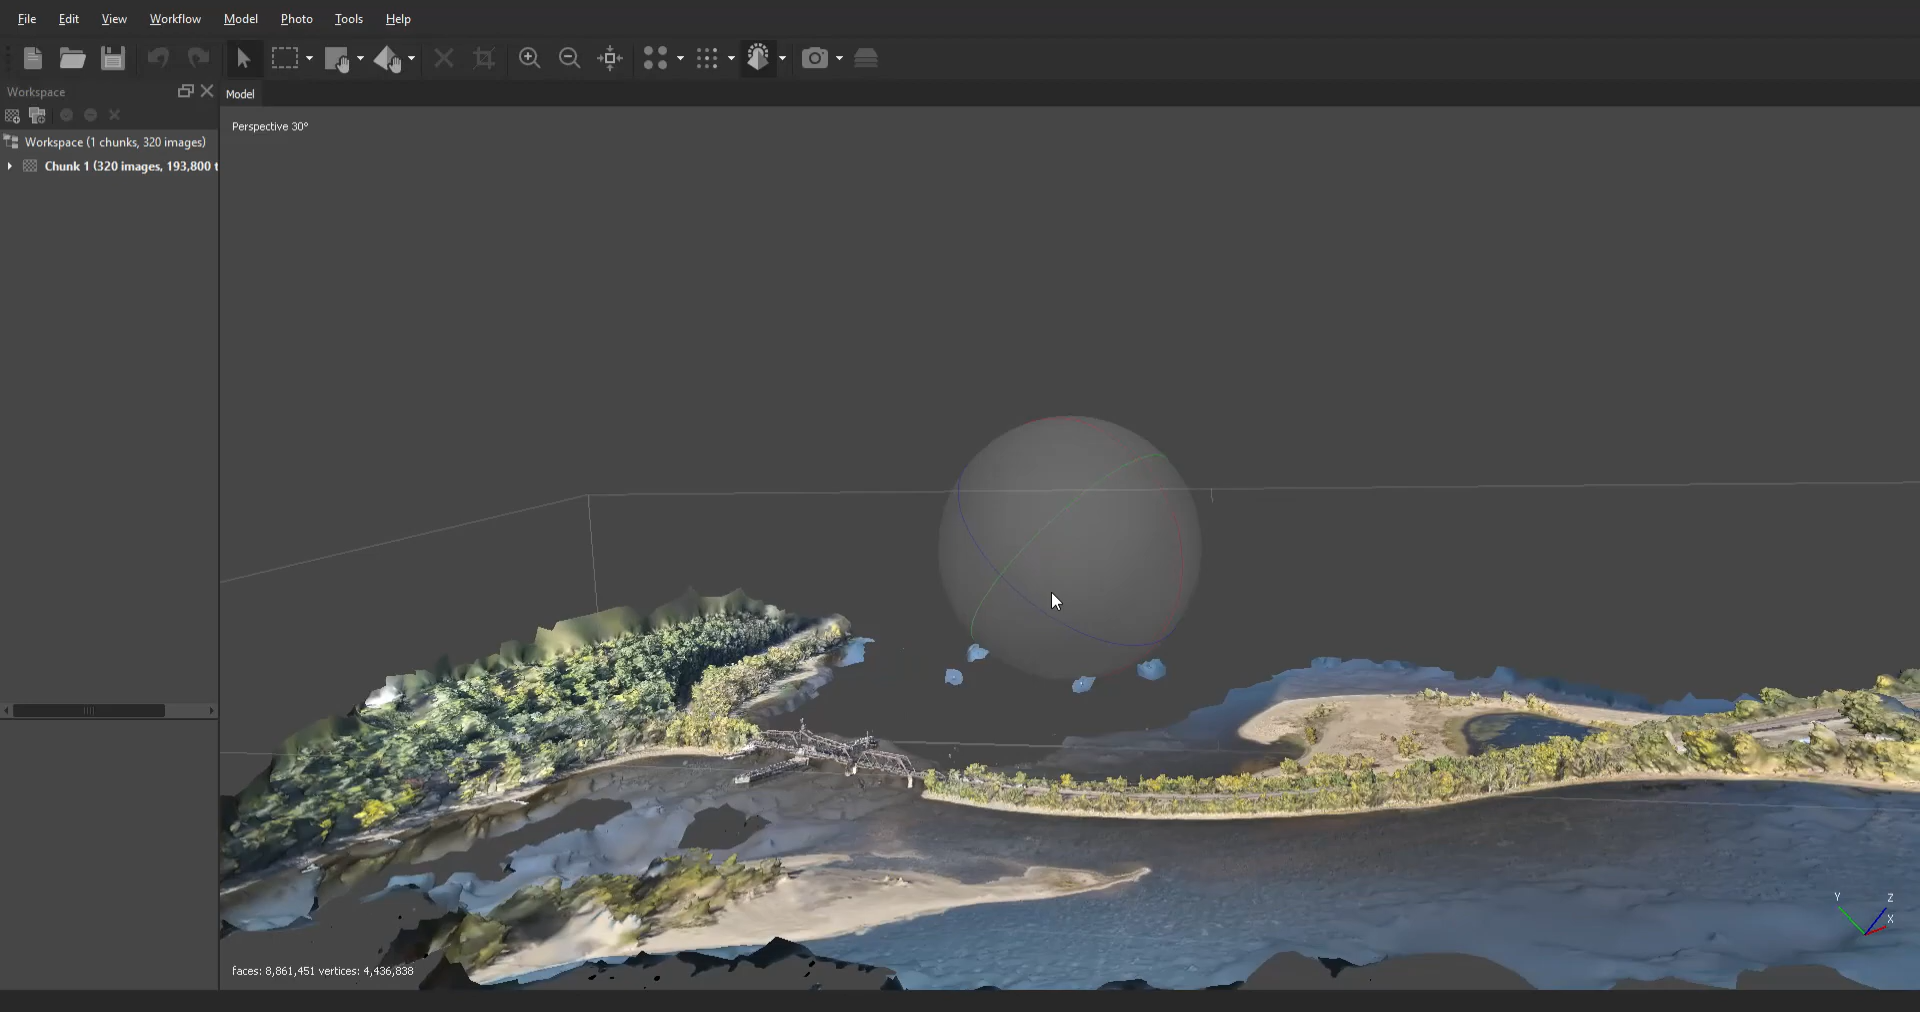 File Edit View Workflow Model Photo Tools Help
Workspace
Model
Perspective 30°
Workspace (1 chunks, 320 images)
Chunk 1 (320 images, 193,800 t
Y
Z
X
faces: 8,861,451 vertices: 4,436,838